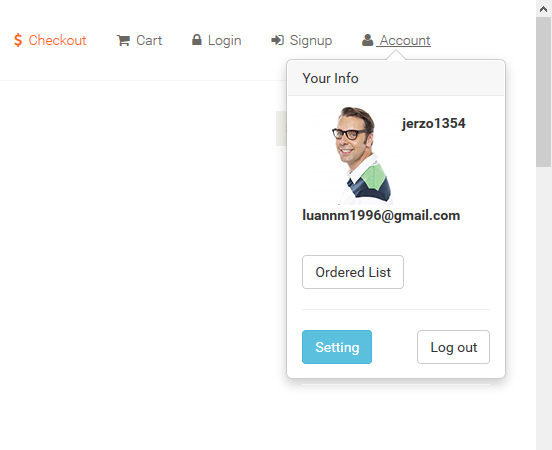 $ Checkout Cart Login Signup Account
Your Info
jerzo1354
luannm1996@gmail.com
Ordered List
Setting Log out